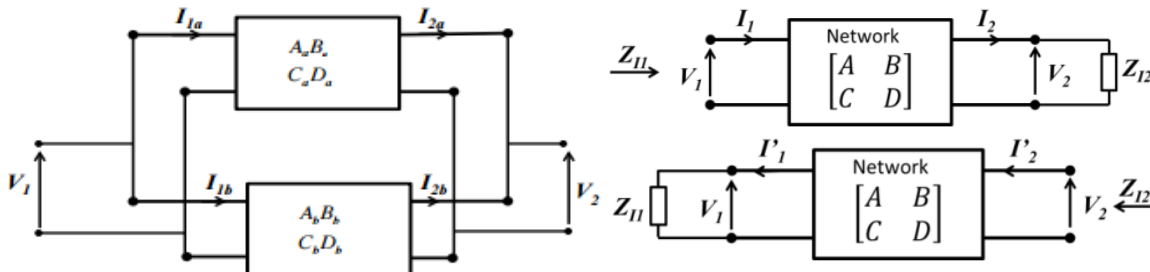 I1a
I2a
AaBa
CaDa
V1
V2
I1b
I2b
AbBb
CbDb
I1
I2
Network
[A B]
[C D]
ZI1
V1
V2
ZI2
I'1
I'2
Network
[A B]
[C D]
ZI1
V1
V2
ZI2